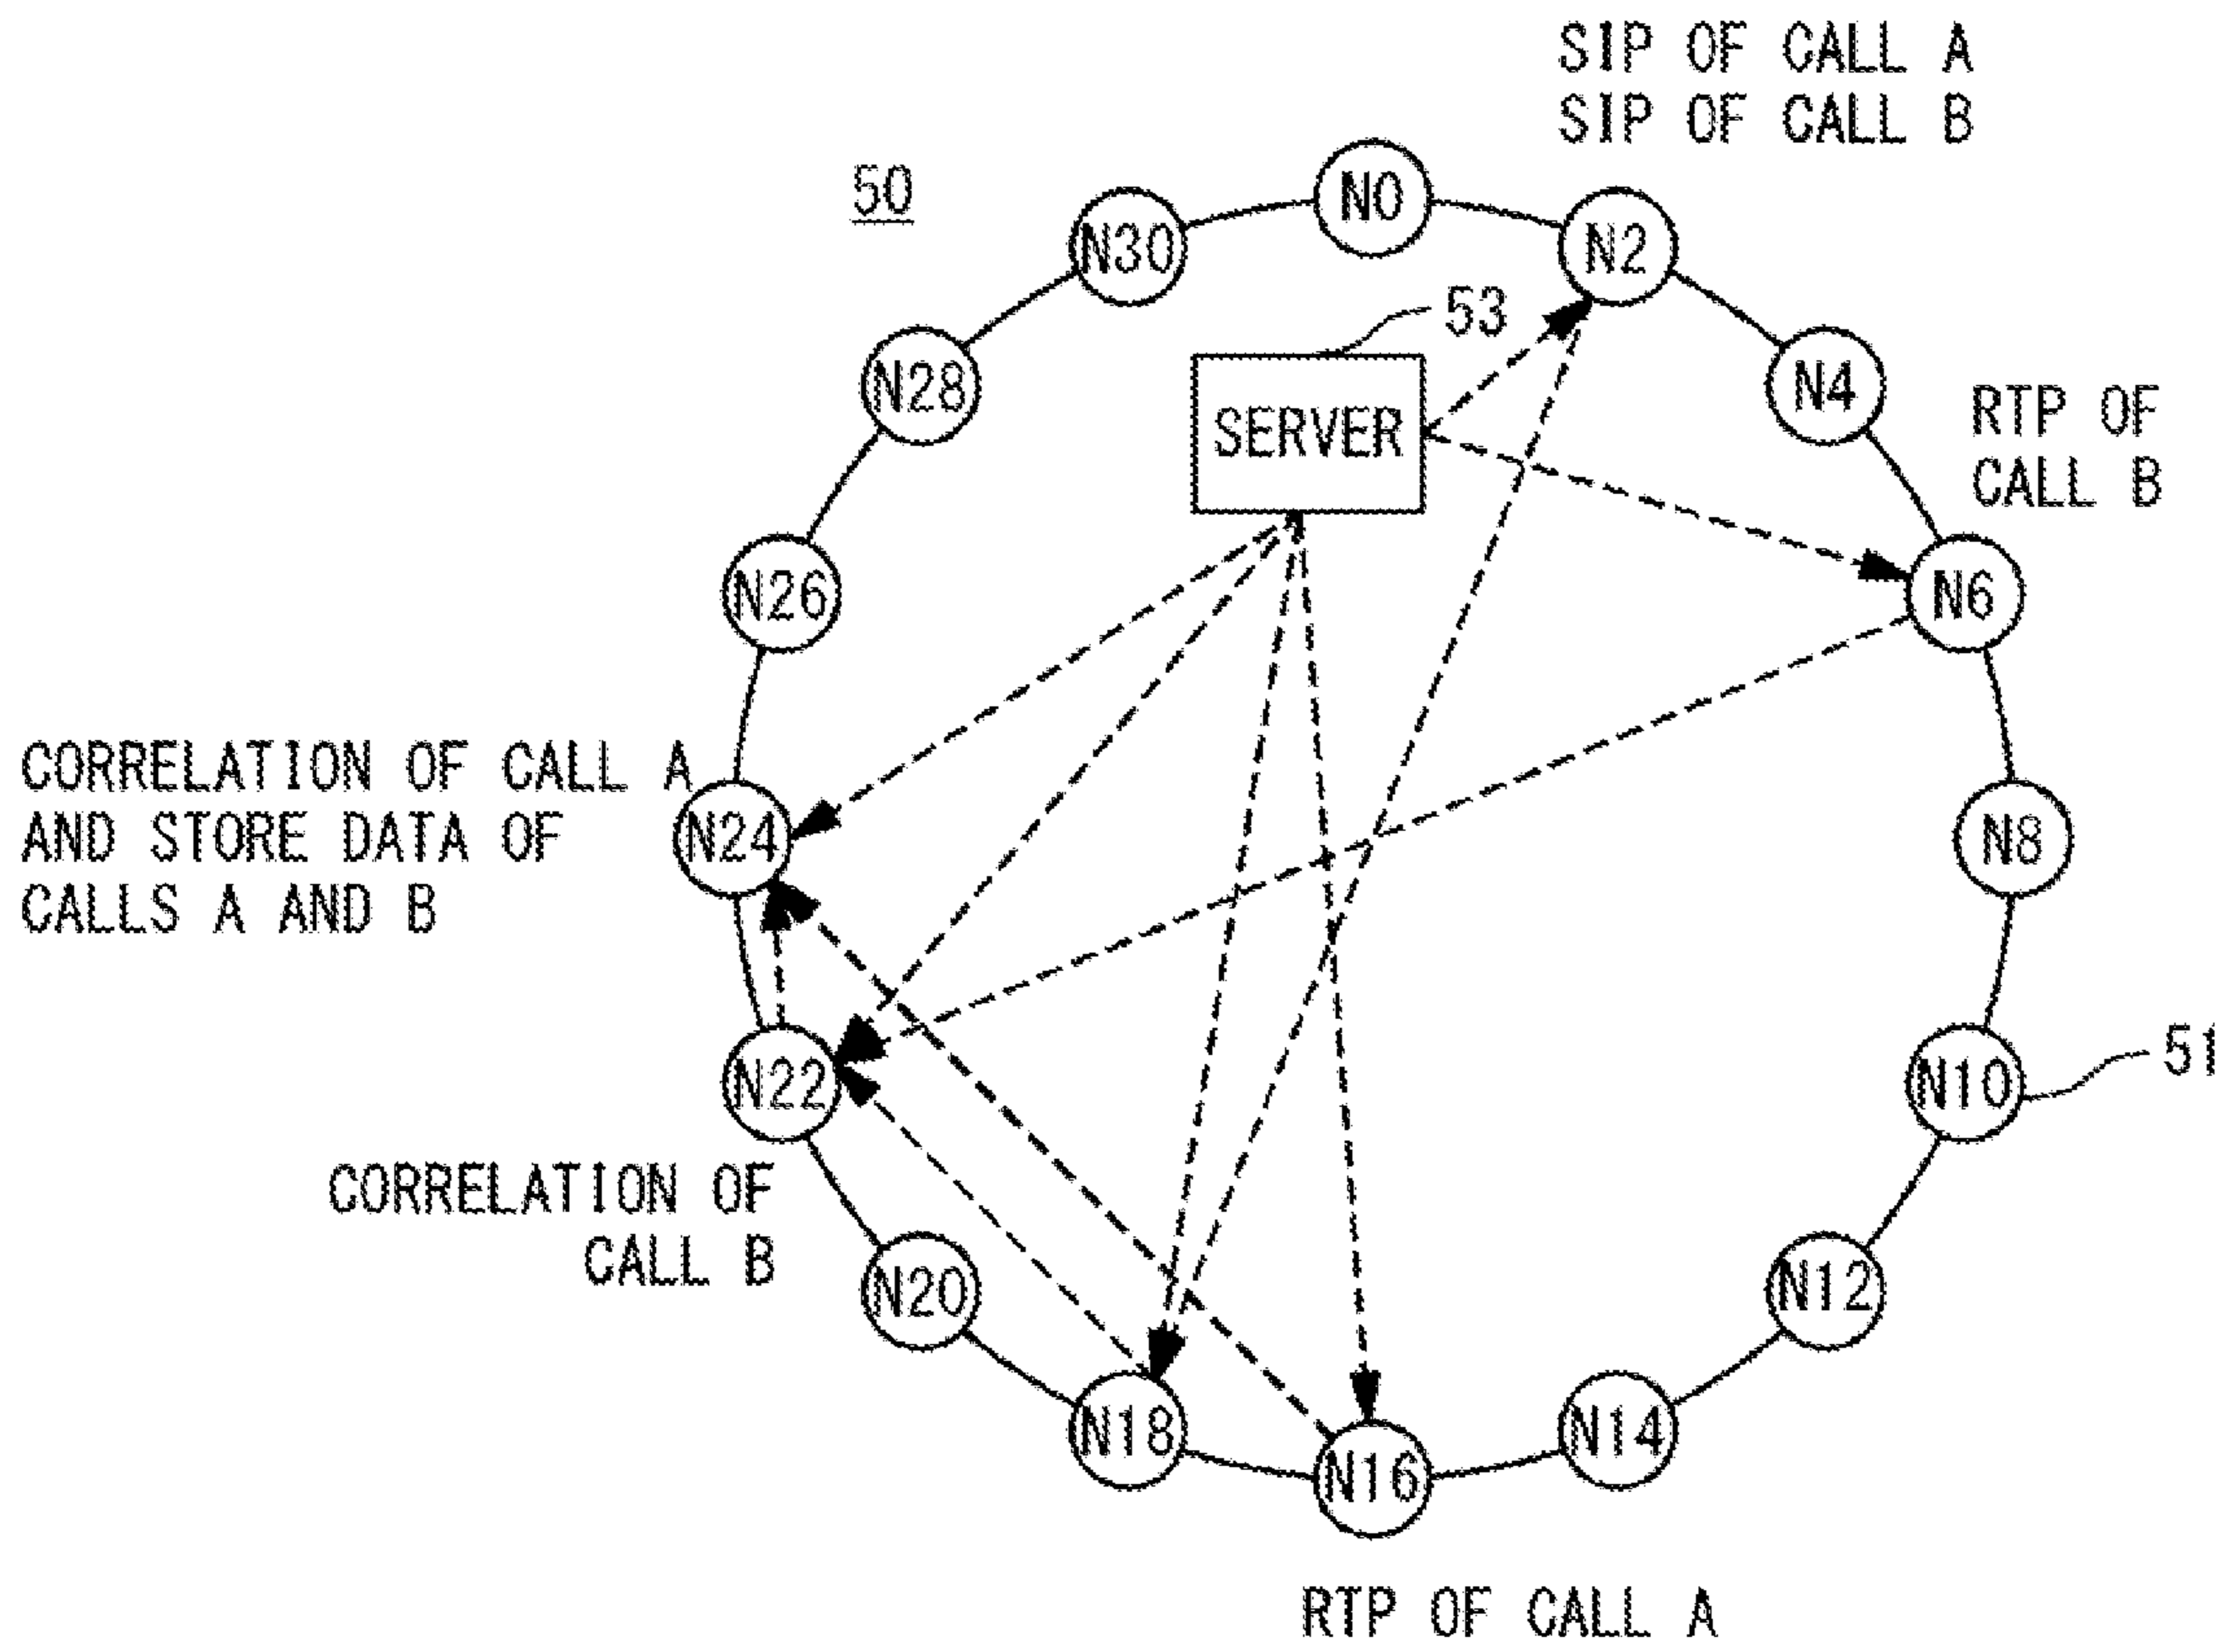 SIP OF CALL A
SIP OF CALL B
50
N0
N30
N2
53
N28
SERVER
N4
RTP OF
CALL B
N26
N6
CORRELATION OF CALL A
AND STORE DATA OF
CALLS A AND B
N24
N8
N22
N10
51
CORRELATION OF
CALL B
N20
N12
N18
N14
N16
RTP OF CALL A